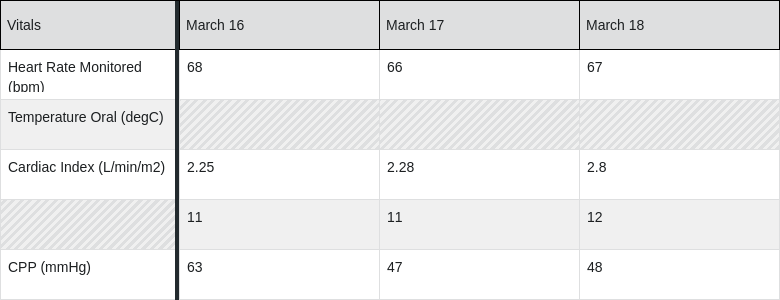 Vitals March 16 March 17 March 18
Heart Rate Monitored 68 66 67
(bpm)
Temperature Oral (degC)
Cardiac Index (L/min/m2) 2.25 2.28 2.8
11 11 12
CPP (mmHg) 63 47 48